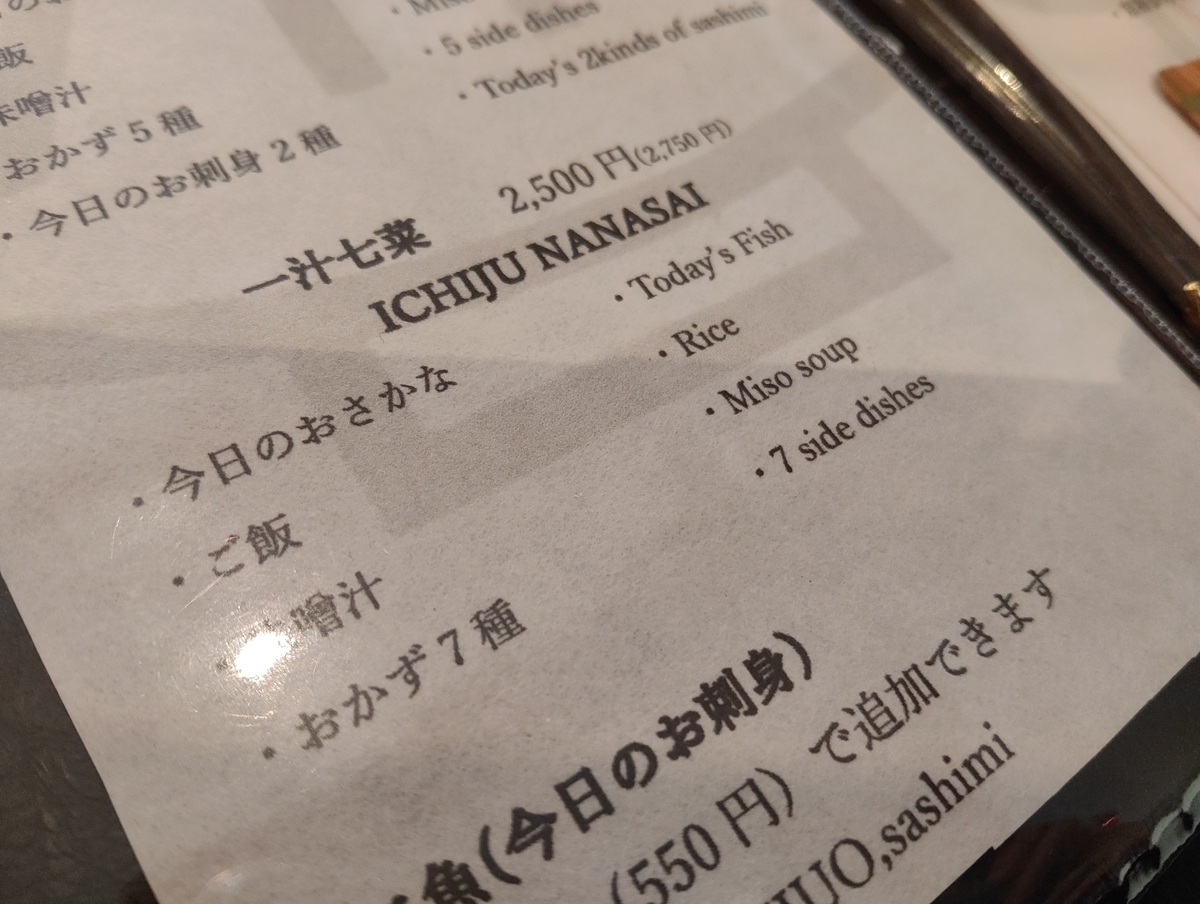 飯
味噌汁
おかず5種
・今日のお刺身2種
・5 side dishes
・Today's 2kinds of sashimi
一汁七菜 2,500円(2,750円)
ICHIJU NANASAI
・今日のおさかな
・ご飯
噌汁
・おかず7種
・Today's Fish
・Rice
・Miso soup
・7 side dishes
魚(今日のお刺身)
(550円) で追加できます
sashimi